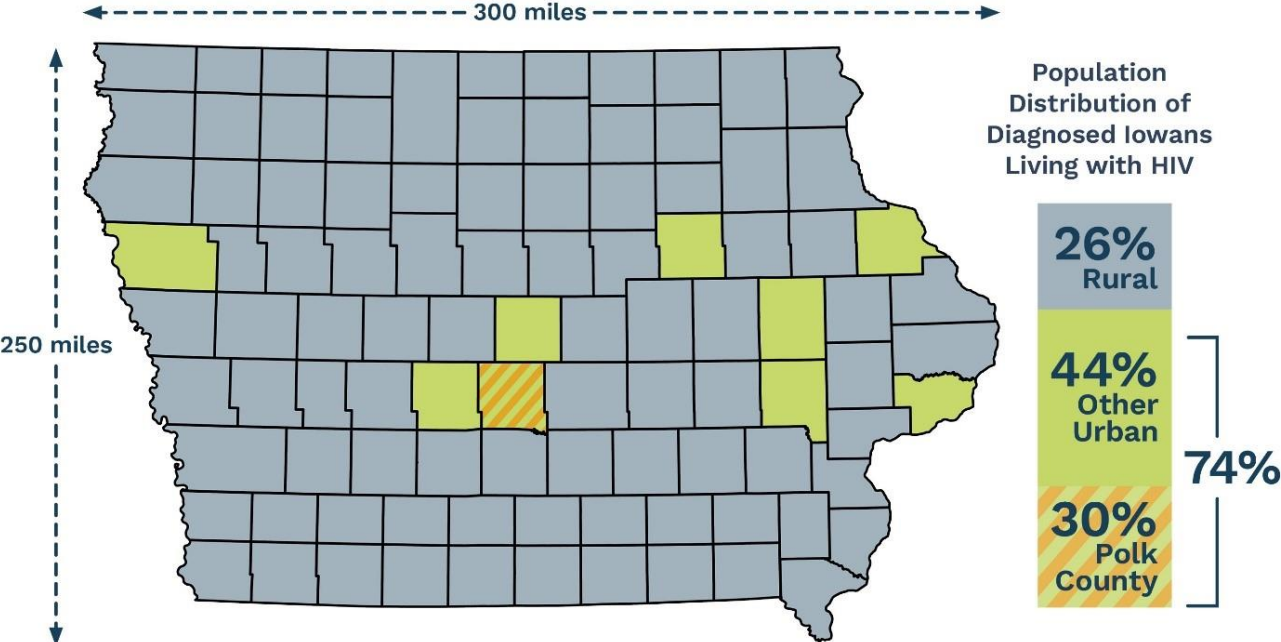 300 miles
250 miles
Population
Distribution of
Diagnosed Iowans
Living with HIV
26%
Rural
44%
Other
Urban
74%
30%
Polk
County